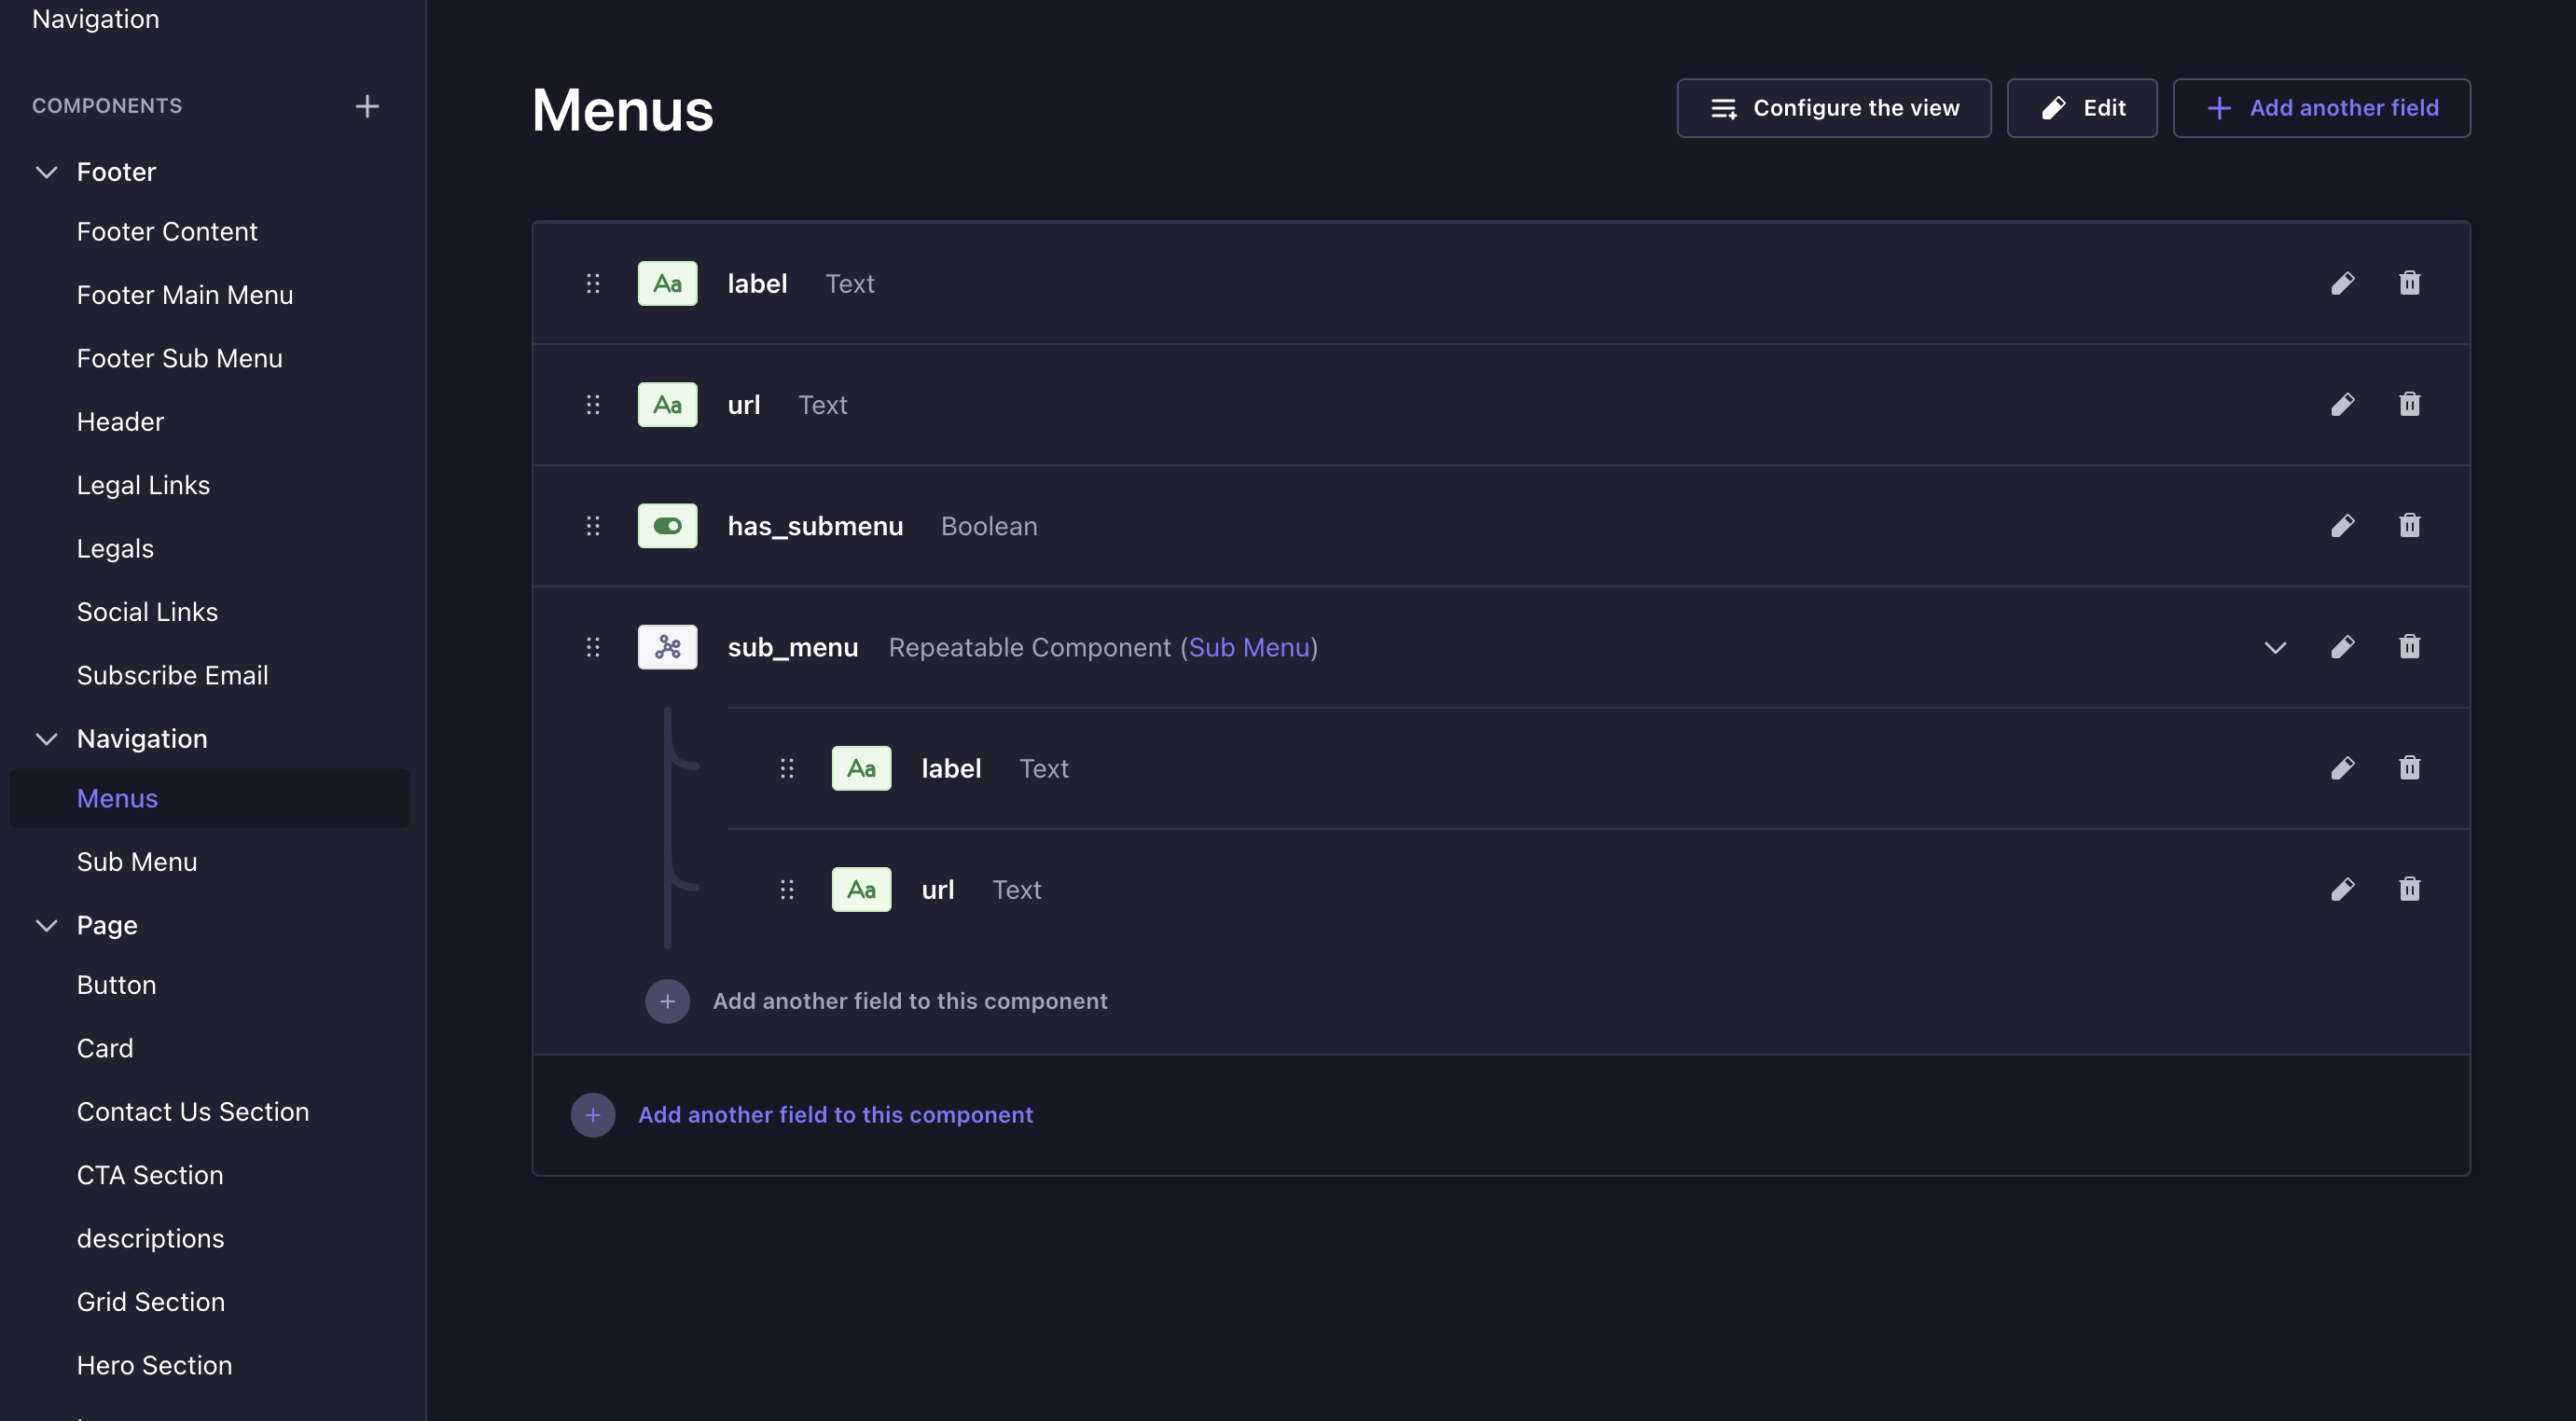 Navigation
COMPONENTS
Footer
Footer Content
Footer Main Menu
Footer Sub Menu
Header
Legal Links
Legals
Social Links
Subscribe Email
Navigation
Menus
Sub Menu
Page
Button
Card
Contact Us Section
CTA Section
descriptions
Grid Section
Hero Section
Menus
Configure the view
Edit
Add another field
Aa label Text
Aa url Text
has_submenu Boolean
sub_menu Repeatable Component (Sub Menu)
Aa label Text
Aa url Text
Add another field to this component
Add another field to this component